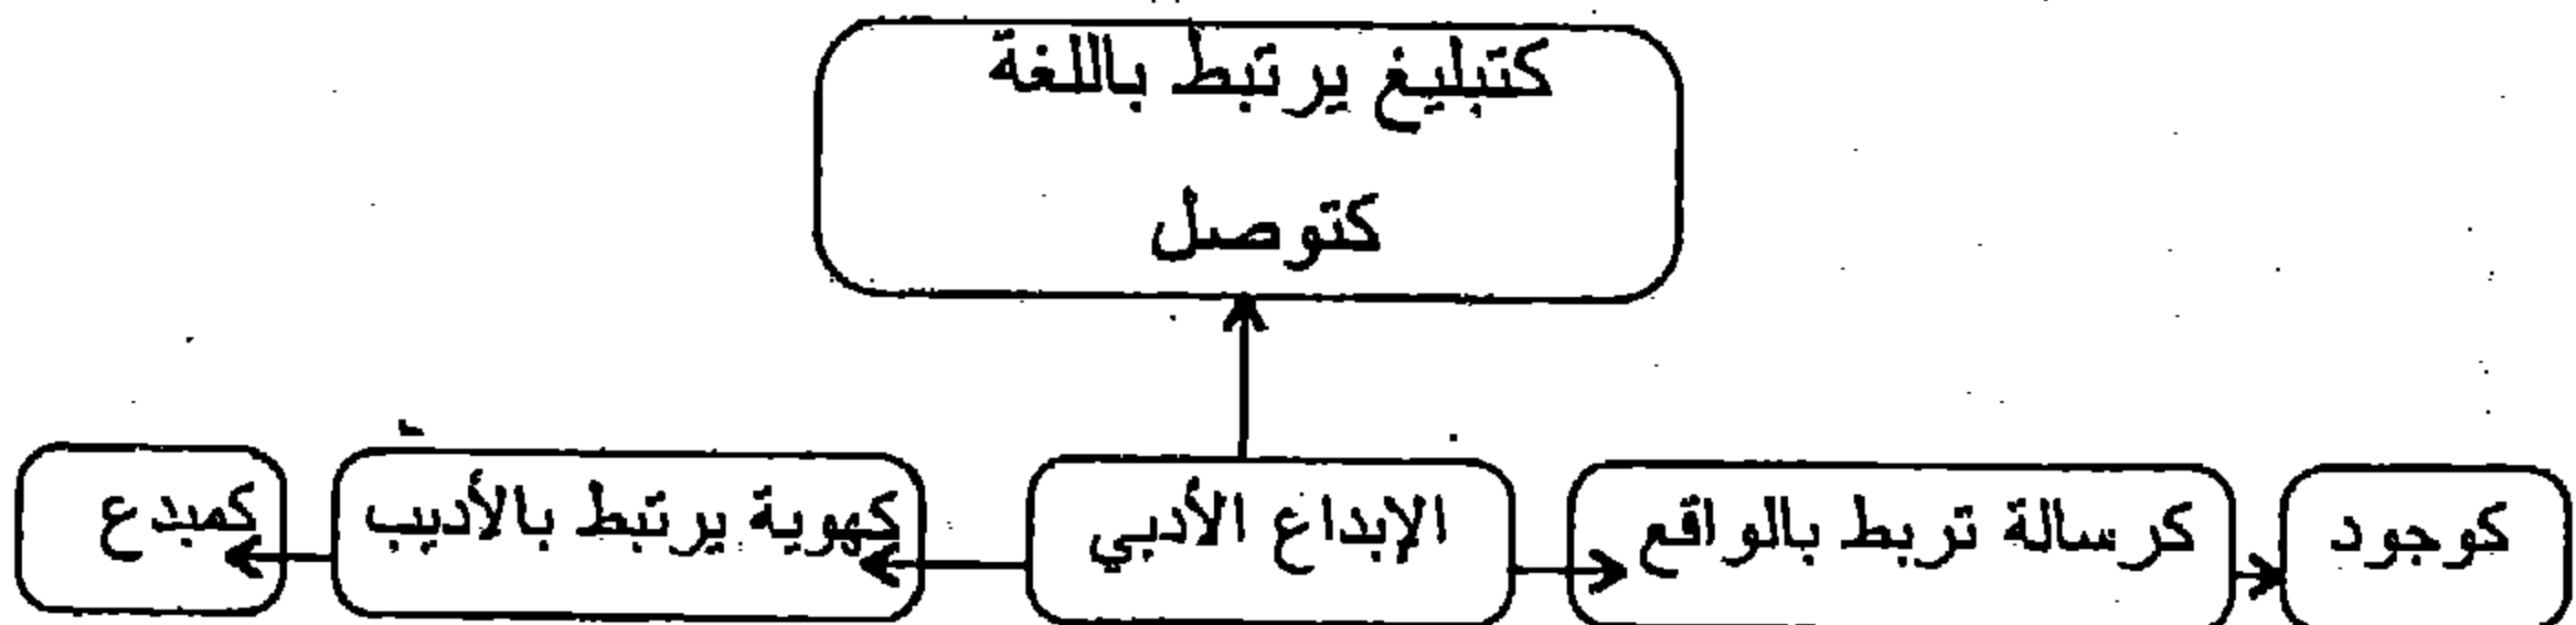 كتبليغ يرتبط باللغة
كتوصل
كوجود
كرسالة تربط بالواقع
الإبداع الأدبي
كهوية يرتبط بالأديب
كمبدع